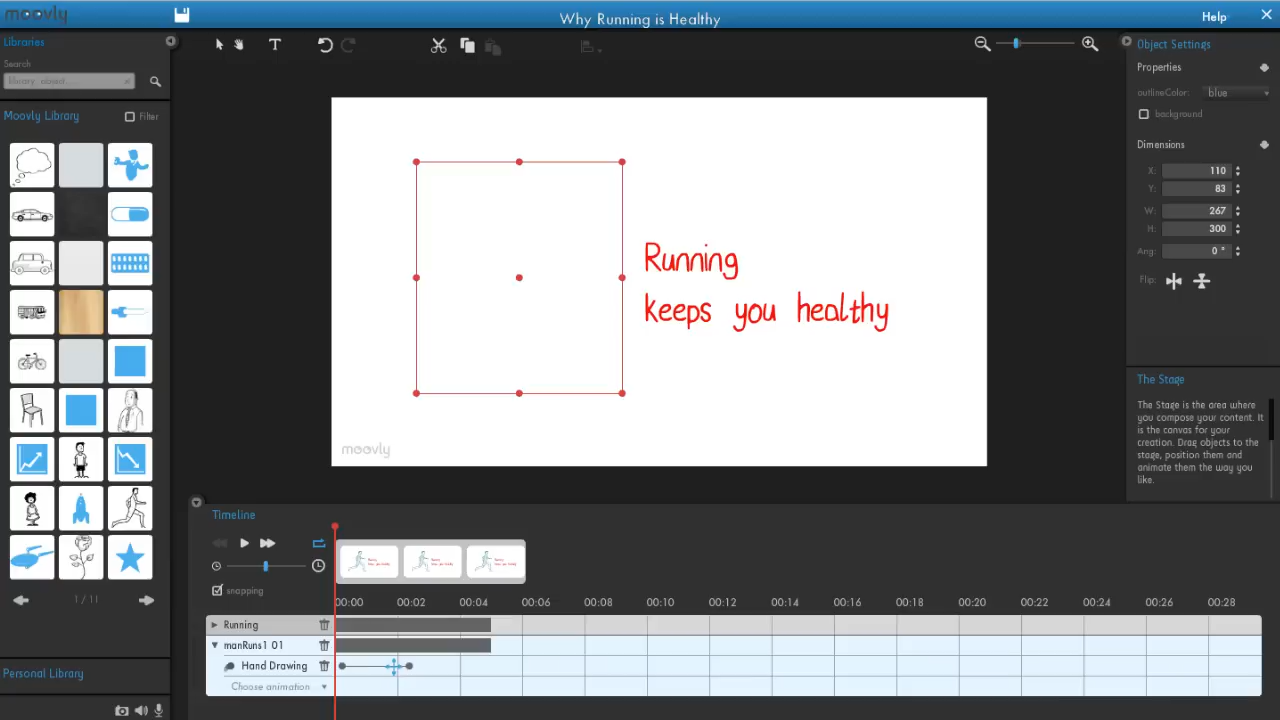 moovly
Why Running is Healthy
Help
Libraries
Search
library object...
Moovly Library
Filter
1 / 11
Personal Library
Running
keeps you healthy
moovly
Object Settings
Properties
outlineColor: blue
background
Dimensions
X: 110
Y: 83
W: 267
H: 300
Ang: 0 °
Flip:
The Stage
The Stage is the area where
you compose your content. It
is the canvas for your
creation. Drag objects to the
stage, position them and
animate them the way you
like.
Timeline
snapping
00:00 00:02 00:04 00:06 00:08 00:10 00:12 00:14 00:16 00:18 00:20 00:22 00:24 00:26 00:28
Running
manRuns1 01
Hand Drawing
Choose animation